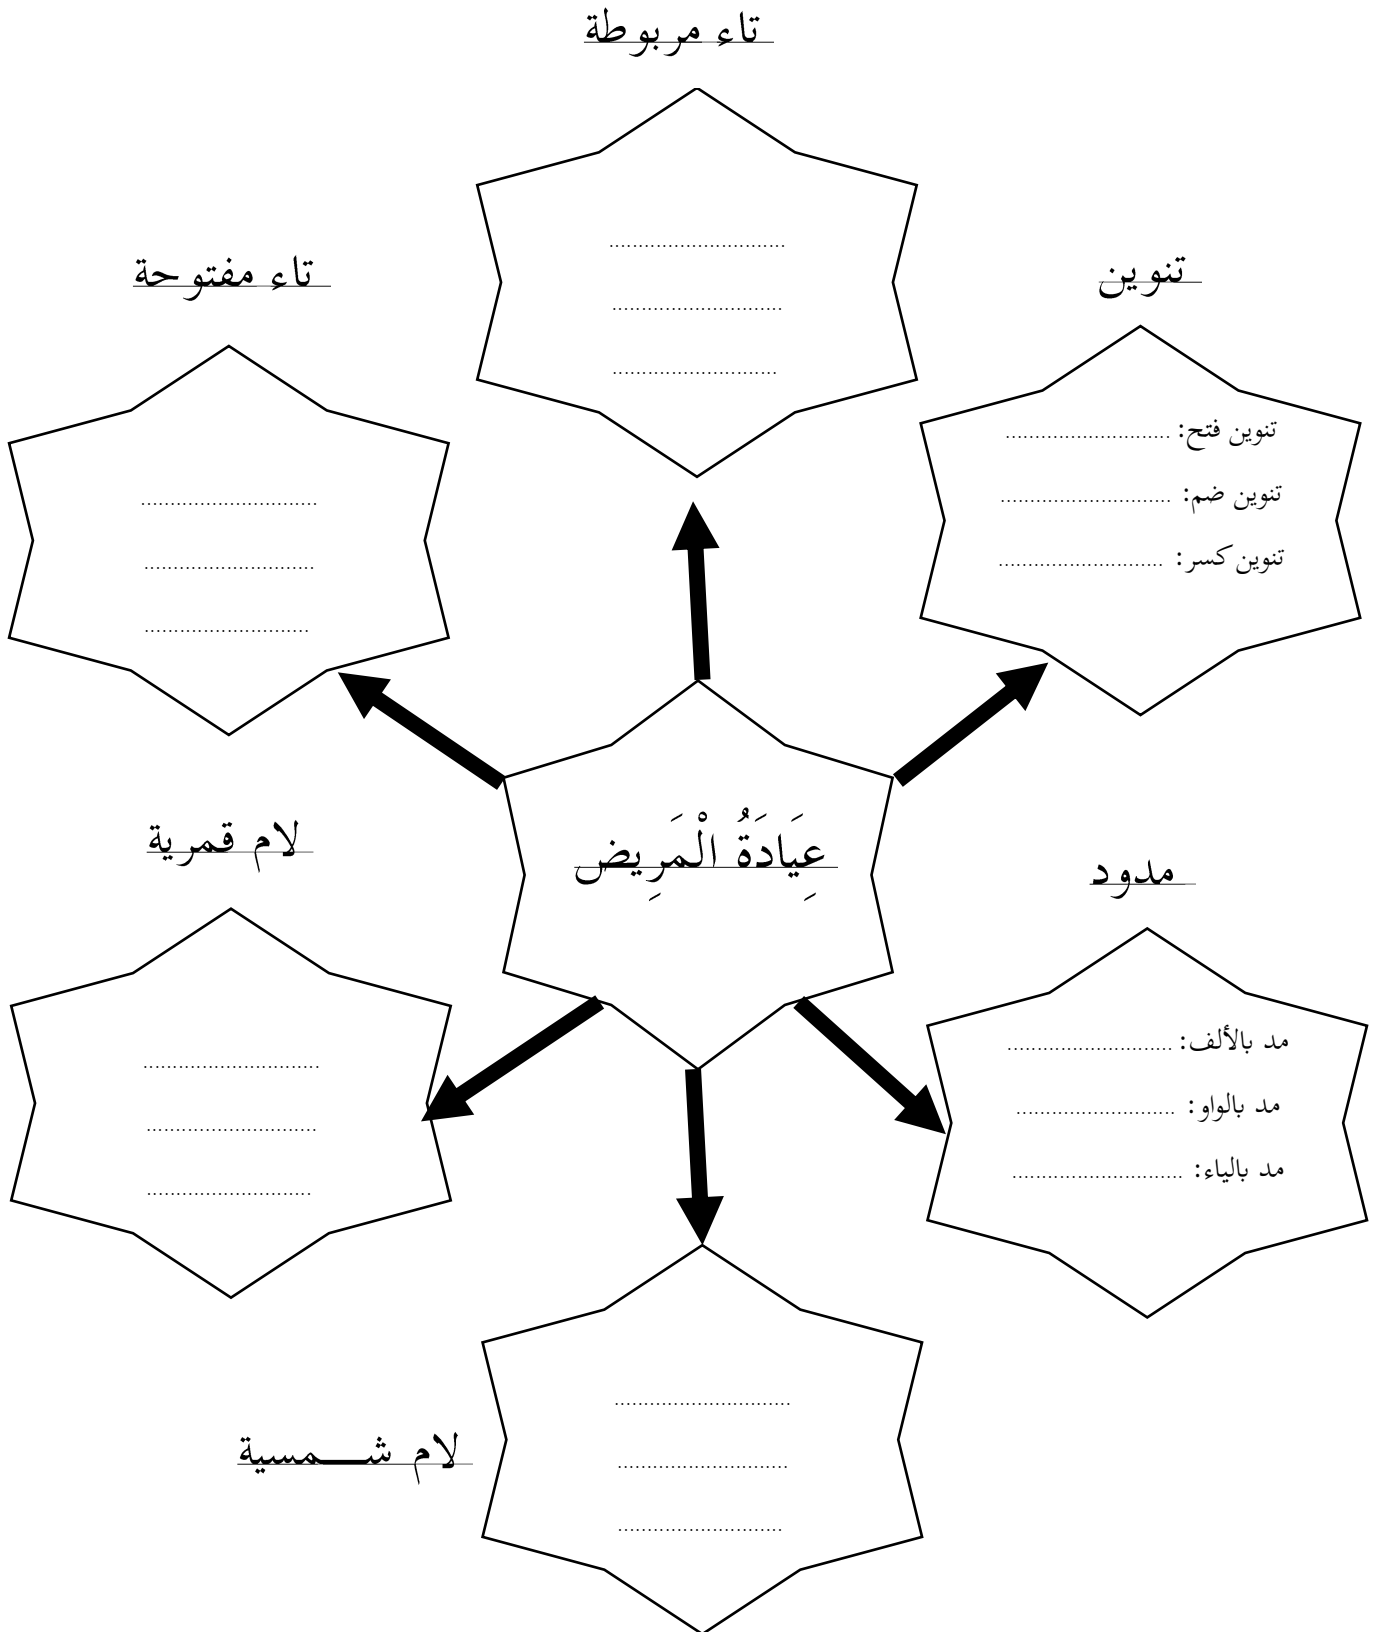 تاء مربوطة
تنوين
تنوين فتح: ............................
تنوين ضم: .............................
تنوين كسر: ............................
تاء مفتوحة
..............................
.............................
............................
عِيَادَةُ الْمَرِيض
مدود
مد بالألف: ............................
مد بالواو: ...........................
مد بالياء: .............................
لام قمرية
لام شـــمسية